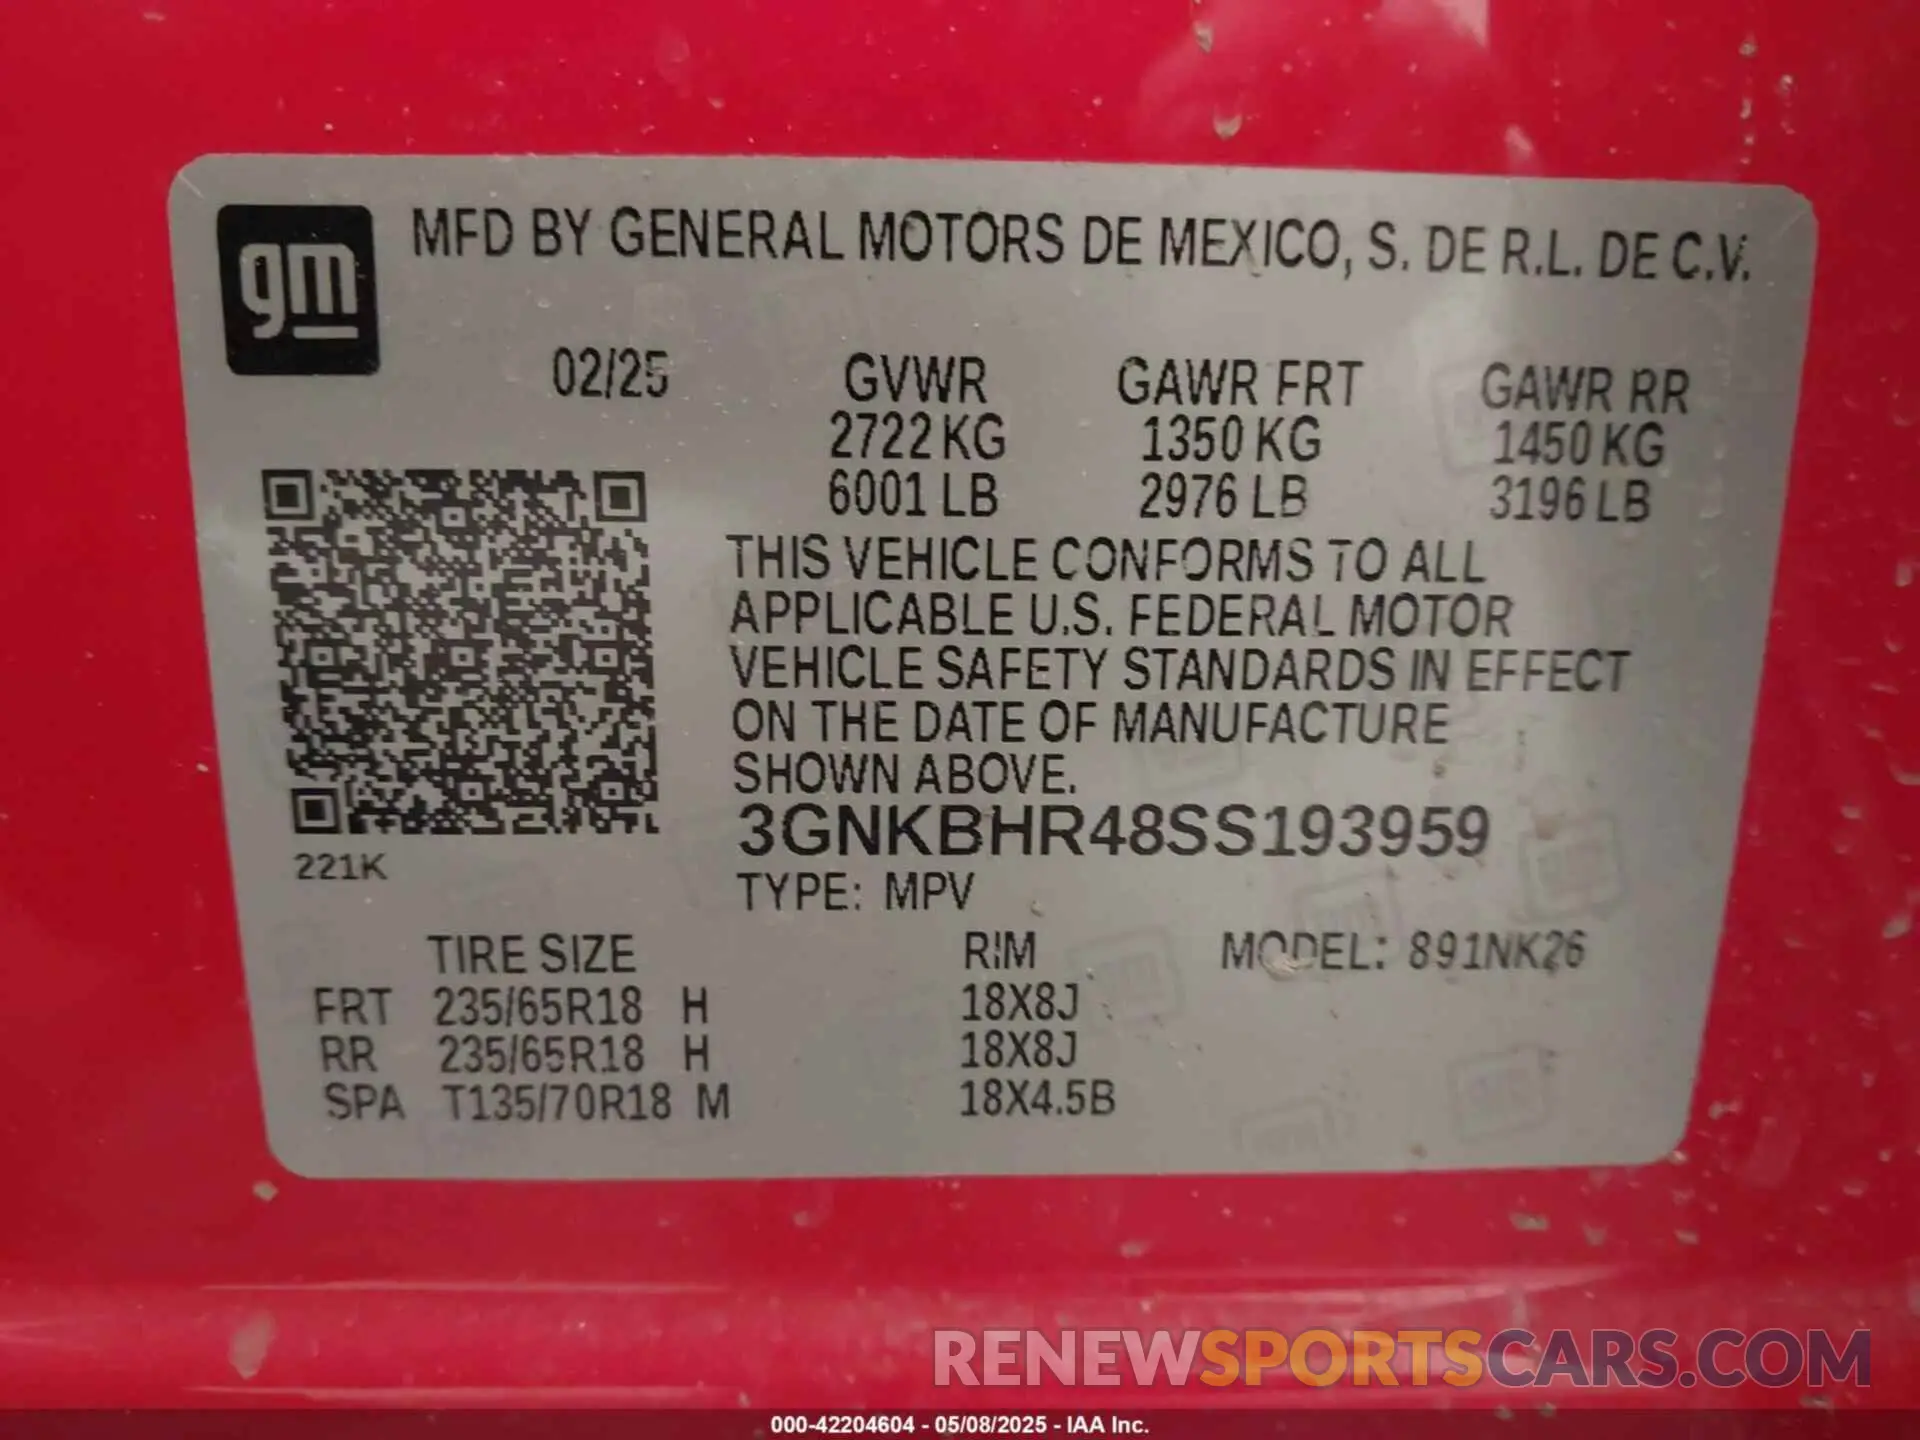 gm
MFD BY GENERAL MOTORS DE MEXICO, S. DE R.L. DE C.V.
02/25 GVWR GAWR FRT GAWR RR
2722 KG 1350 KG 1450 KG
6001 LB 2976 LB 3196 LB
THIS VEHICLE CONFORMS TO ALL
APPLICABLE U.S. FEDERAL MOTOR
VEHICLE SAFETY STANDARDS IN EFFECT
ON THE DATE OF MANUFACTURE
SHOWN ABOVE.
3GNKBHR48SS193959
221K
TYPE: MPV
TIRE SIZE RIM MODEL: 891NK26
FRT 235/65R18 H 18X8J
RR 235/65R18 H 18X8J
SPA T135/70R18 M 18X4.5B
RENEWSPORTSCARS.COM
000-42204604 - 05/08/2025 - IAA Inc.